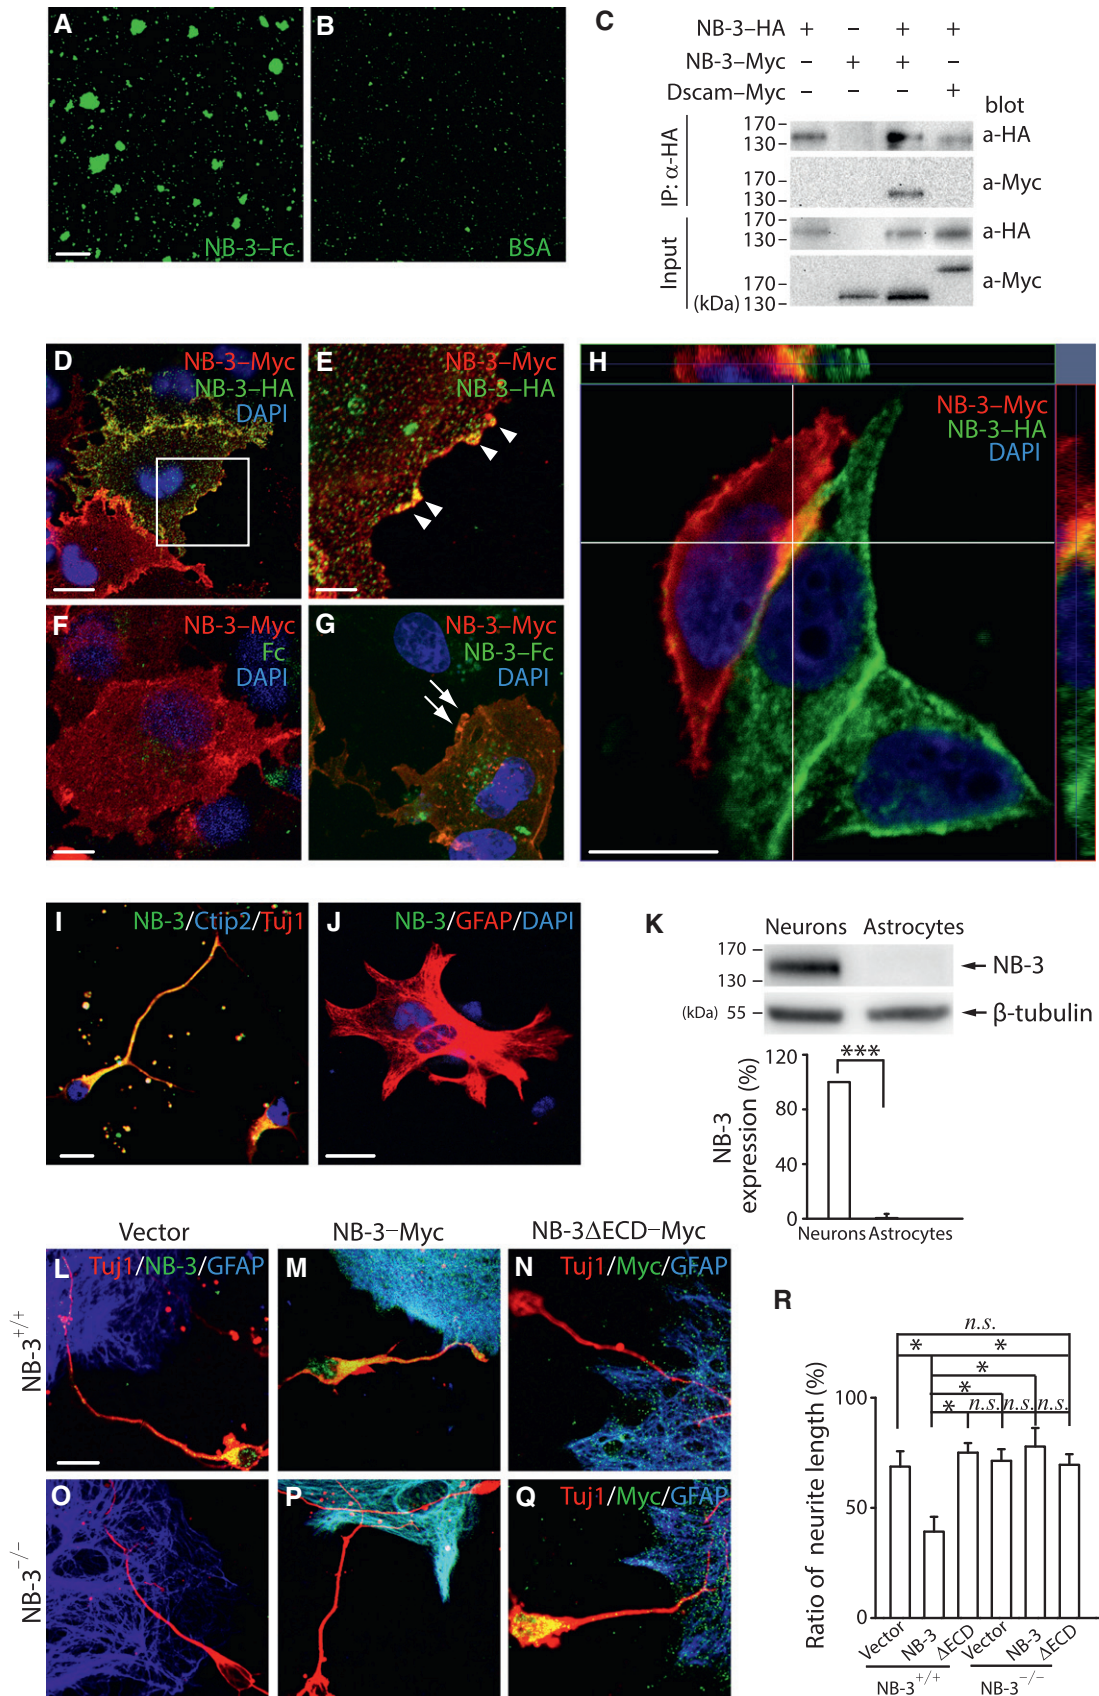 A
NB-3–Fc
B
BSA
C
NB-3–HA + – + +
NB-3–Myc – + + –
Dscam–Myc – – – +
blot
IP: α-HA
170 –
130 –
a-HA
170 –
130 –
a-Myc
Input
170 –
130 –
a-HA
170 –
(kDa) 130 –
a-Myc
D
NB-3–Myc
NB-3–HA
DAPI
E
NB-3–Myc
NB-3–HA
F
NB-3–Myc
Fc
DAPI
G
NB-3–Myc
NB-3–Fc
DAPI
H
NB-3–Myc
NB-3–HA
DAPI
I
NB-3/Ctip2/Tuj1
J
NB-3/GFAP/DAPI
K
Neurons Astrocytes
170 –
130 –
NB-3
(kDa) 55 –
β-tubulin
***
NB-3
expression (%)
120
80
40
0
Neurons Astrocytes
Vector
NB-3–Myc
NB-3ΔECD–Myc
NB-3+/+
L
Tuj1/NB-3/GFAP
M
N
Tuj1/Myc/GFAP
NB-3−/−
O
P
Q
Tuj1/Myc/GFAP
R
n.s.
* *
*
*
* n.s. n.s. n.s.
Ratio of neurite length (%)
100
50
0
Vector
NB-3
ΔECD
Vector
NB-3
ΔECD
NB-3+/+
NB-3−/−